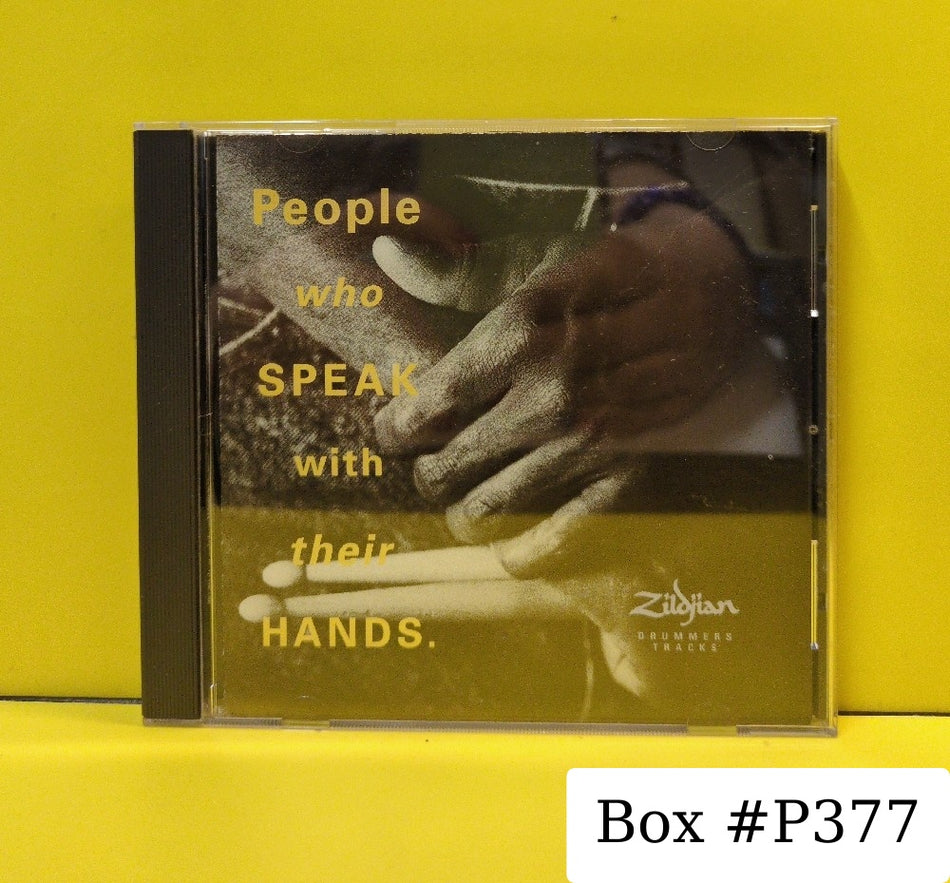 People
who
SPEAK
with
their
HANDS.
Zildjian
DRUMMERS
TRACKS
Box #P377